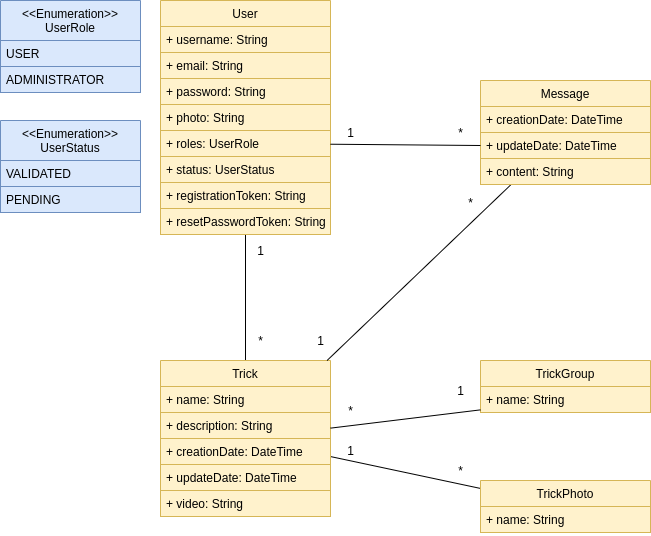 <<Enumeration>>
UserRole
USER
ADMINISTRATOR
<<Enumeration>>
UserStatus
VALIDATED
PENDING
User
+ username: String
+ email: String
+ password: String
+ photo: String
+ roles: UserRole
+ status: UserStatus
+ registrationToken: String
+ resetPasswordToken: String
1
*
Message
+ creationDate: DateTime
+ updateDate: DateTime
+ content: String
*
1
*
1
Trick
+ name: String
+ description: String
+ creationDate: DateTime
+ updateDate: DateTime
+ video: String
*
1
TrickGroup
+ name: String
1
*
TrickPhoto
+ name: String